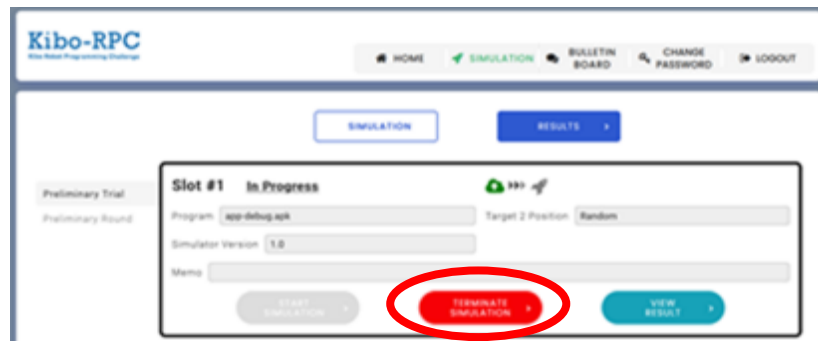 Kibo-RPC
Kibo Robot Programming Challenge
HOME SIMULATION BULLETIN BOARD CHANGE PASSWORD LOGOUT
SIMULATION RESULTS
Preliminary Trial
Preliminary Round
Slot #1 In Progress
Program app-debug.apk Target 2 Position Random
Simulator Version 1.0
Memo
START SIMULATION TERMINATE SIMULATION VIEW RESULT